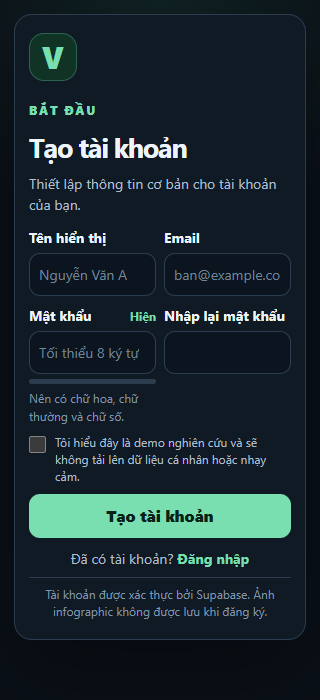 V
BẮT ĐẦU
Tạo tài khoản
Thiết lập thông tin cơ bản cho tài khoản
của bạn.
Tên hiển thị
Email
Nguyễn Văn A
ban@example.co
Mật khẩu
Hiện
Nhập lại mật khẩu
Tối thiểu 8 ký tự
Nên có chữ hoa, chữ
thường và chữ số.
Tôi hiểu đây là demo nghiên cứu và sẽ
không tải lên dữ liệu cá nhân hoặc nhạy
cảm.
Tạo tài khoản
Đã có tài khoản? Đăng nhập
Tài khoản được xác thực bởi Supabase. Ảnh
infographic không được lưu khi đăng ký.